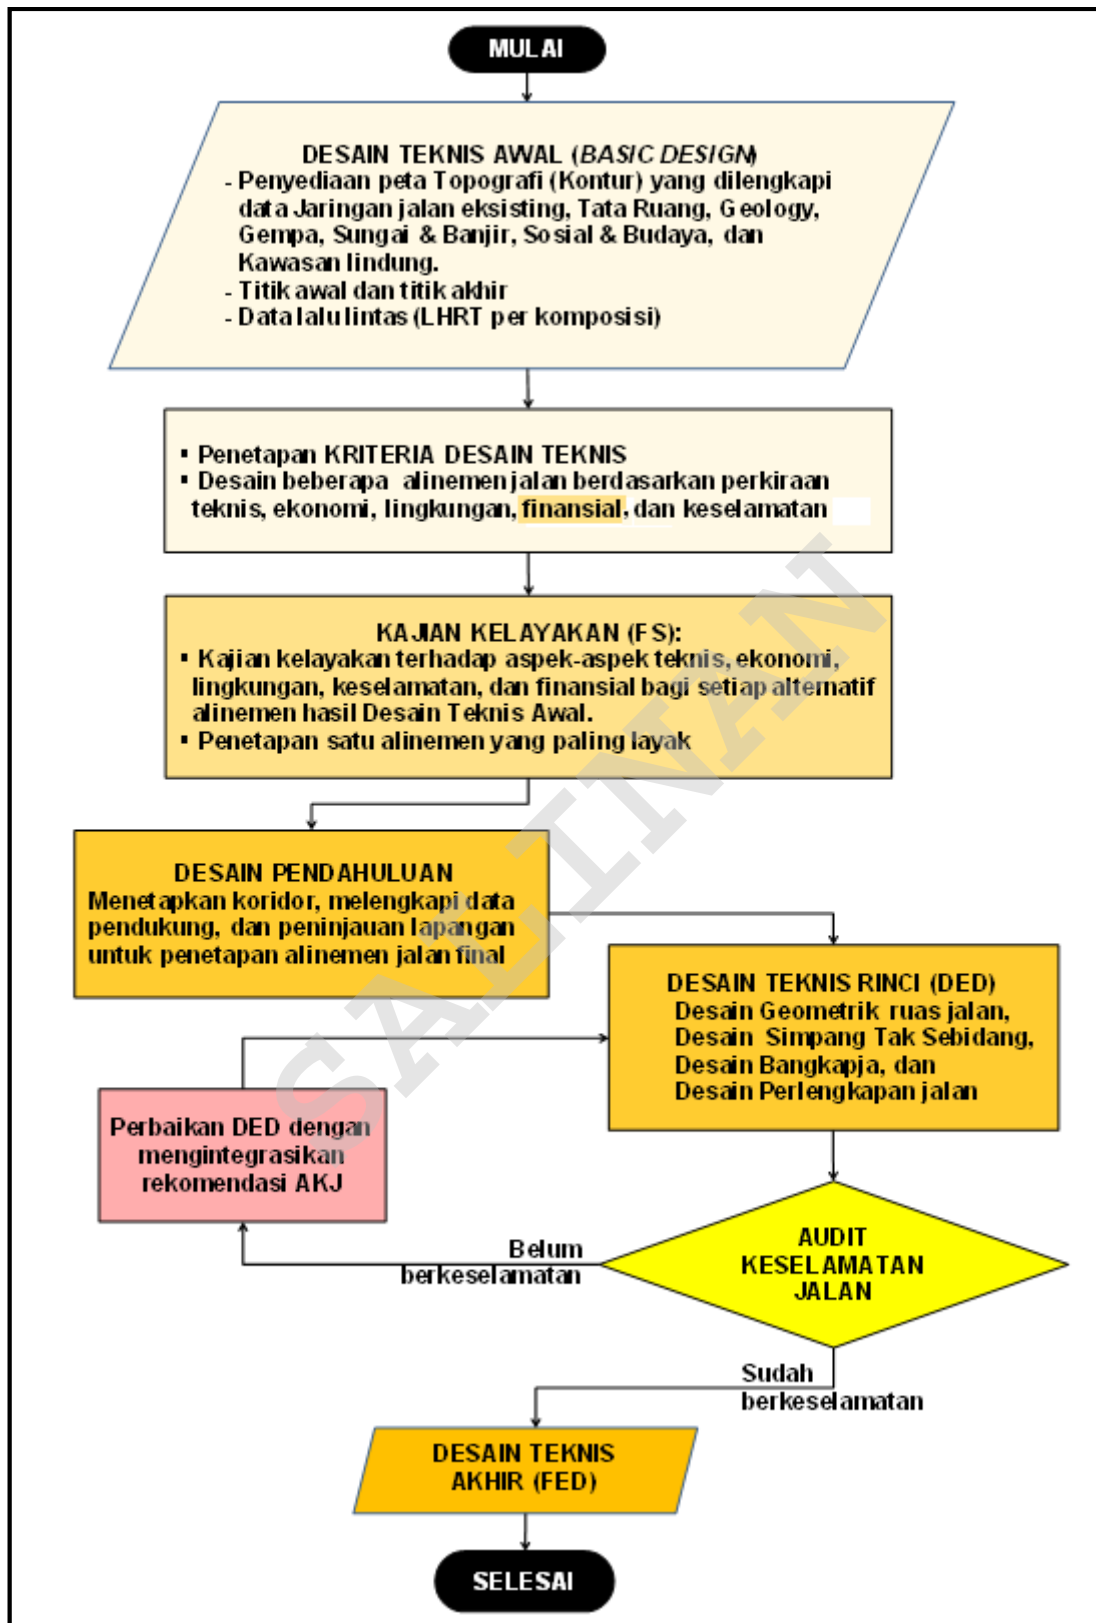 MULAI
DESAIN TEKNIS AWAL (BASIC DESIGN)
- Penyediaan peta Topografi (Kontur) yang dilengkapi
data Jaringan jalan eksisting, Tata Ruang, Geology,
Gempa, Sungai & Banjir, Sosial & Budaya, dan
Kawasan lindung.
- Titik awal dan titik akhir
- Data lalu lintas (LHRT per komposisi)
▪ Penetapan KRITERIA DESAIN TEKNIS
▪ Desain beberapa alinemen jalan berdasarkan perkiraan
teknis, ekonomi, lingkungan, finansial, dan keselamatan
KAJIAN KELAYAKAN (FS):
▪ Kajian kelayakan terhadap aspek-aspek teknis, ekonomi,
lingkungan, keselamatan, dan finansial bagi setiap alternatif
alinemen hasil Desain Teknis Awal.
▪ Penetapan satu alinemen yang paling layak
DESAIN PENDAHULUAN
Menetapkan koridor, melengkapi data
pendukung, dan peninjauan lapangan
untuk penetapan alinemen jalan final
DESAIN TEKNIS RINCI (DED)
Desain Geometrik ruas jalan,
Desain Simpang Tak Sebidang,
Desain Bangkapja, dan
Desain Perlengkapan jalan
Perbaikan DED dengan
mengintegrasikan
rekomendasi AKJ
AUDIT
KESELAMATAN
JALAN
Belum
berkeselamatan
Sudah
berkeselamatan
DESAIN TEKNIS
AKHIR (FED)
SELESAI
SALINAN